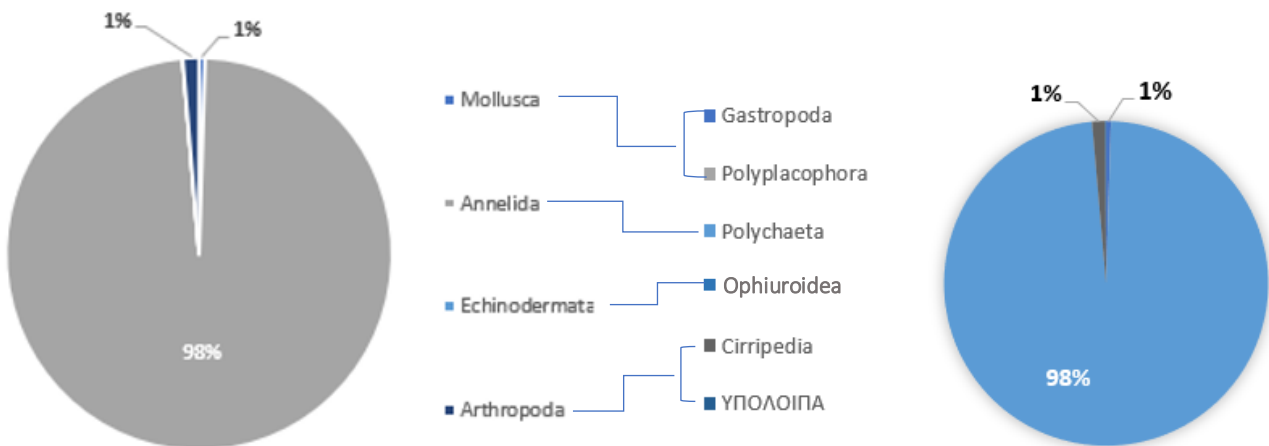 1%
1%
98%
Mollusca
Annelida
Echinodermata
Arthropoda
Gastropoda
Polyplacophora
Polychaeta
Ophiuroidea
Cirripedia
ΥΠΟΛΟΙΠΑ
1%
1%
98%